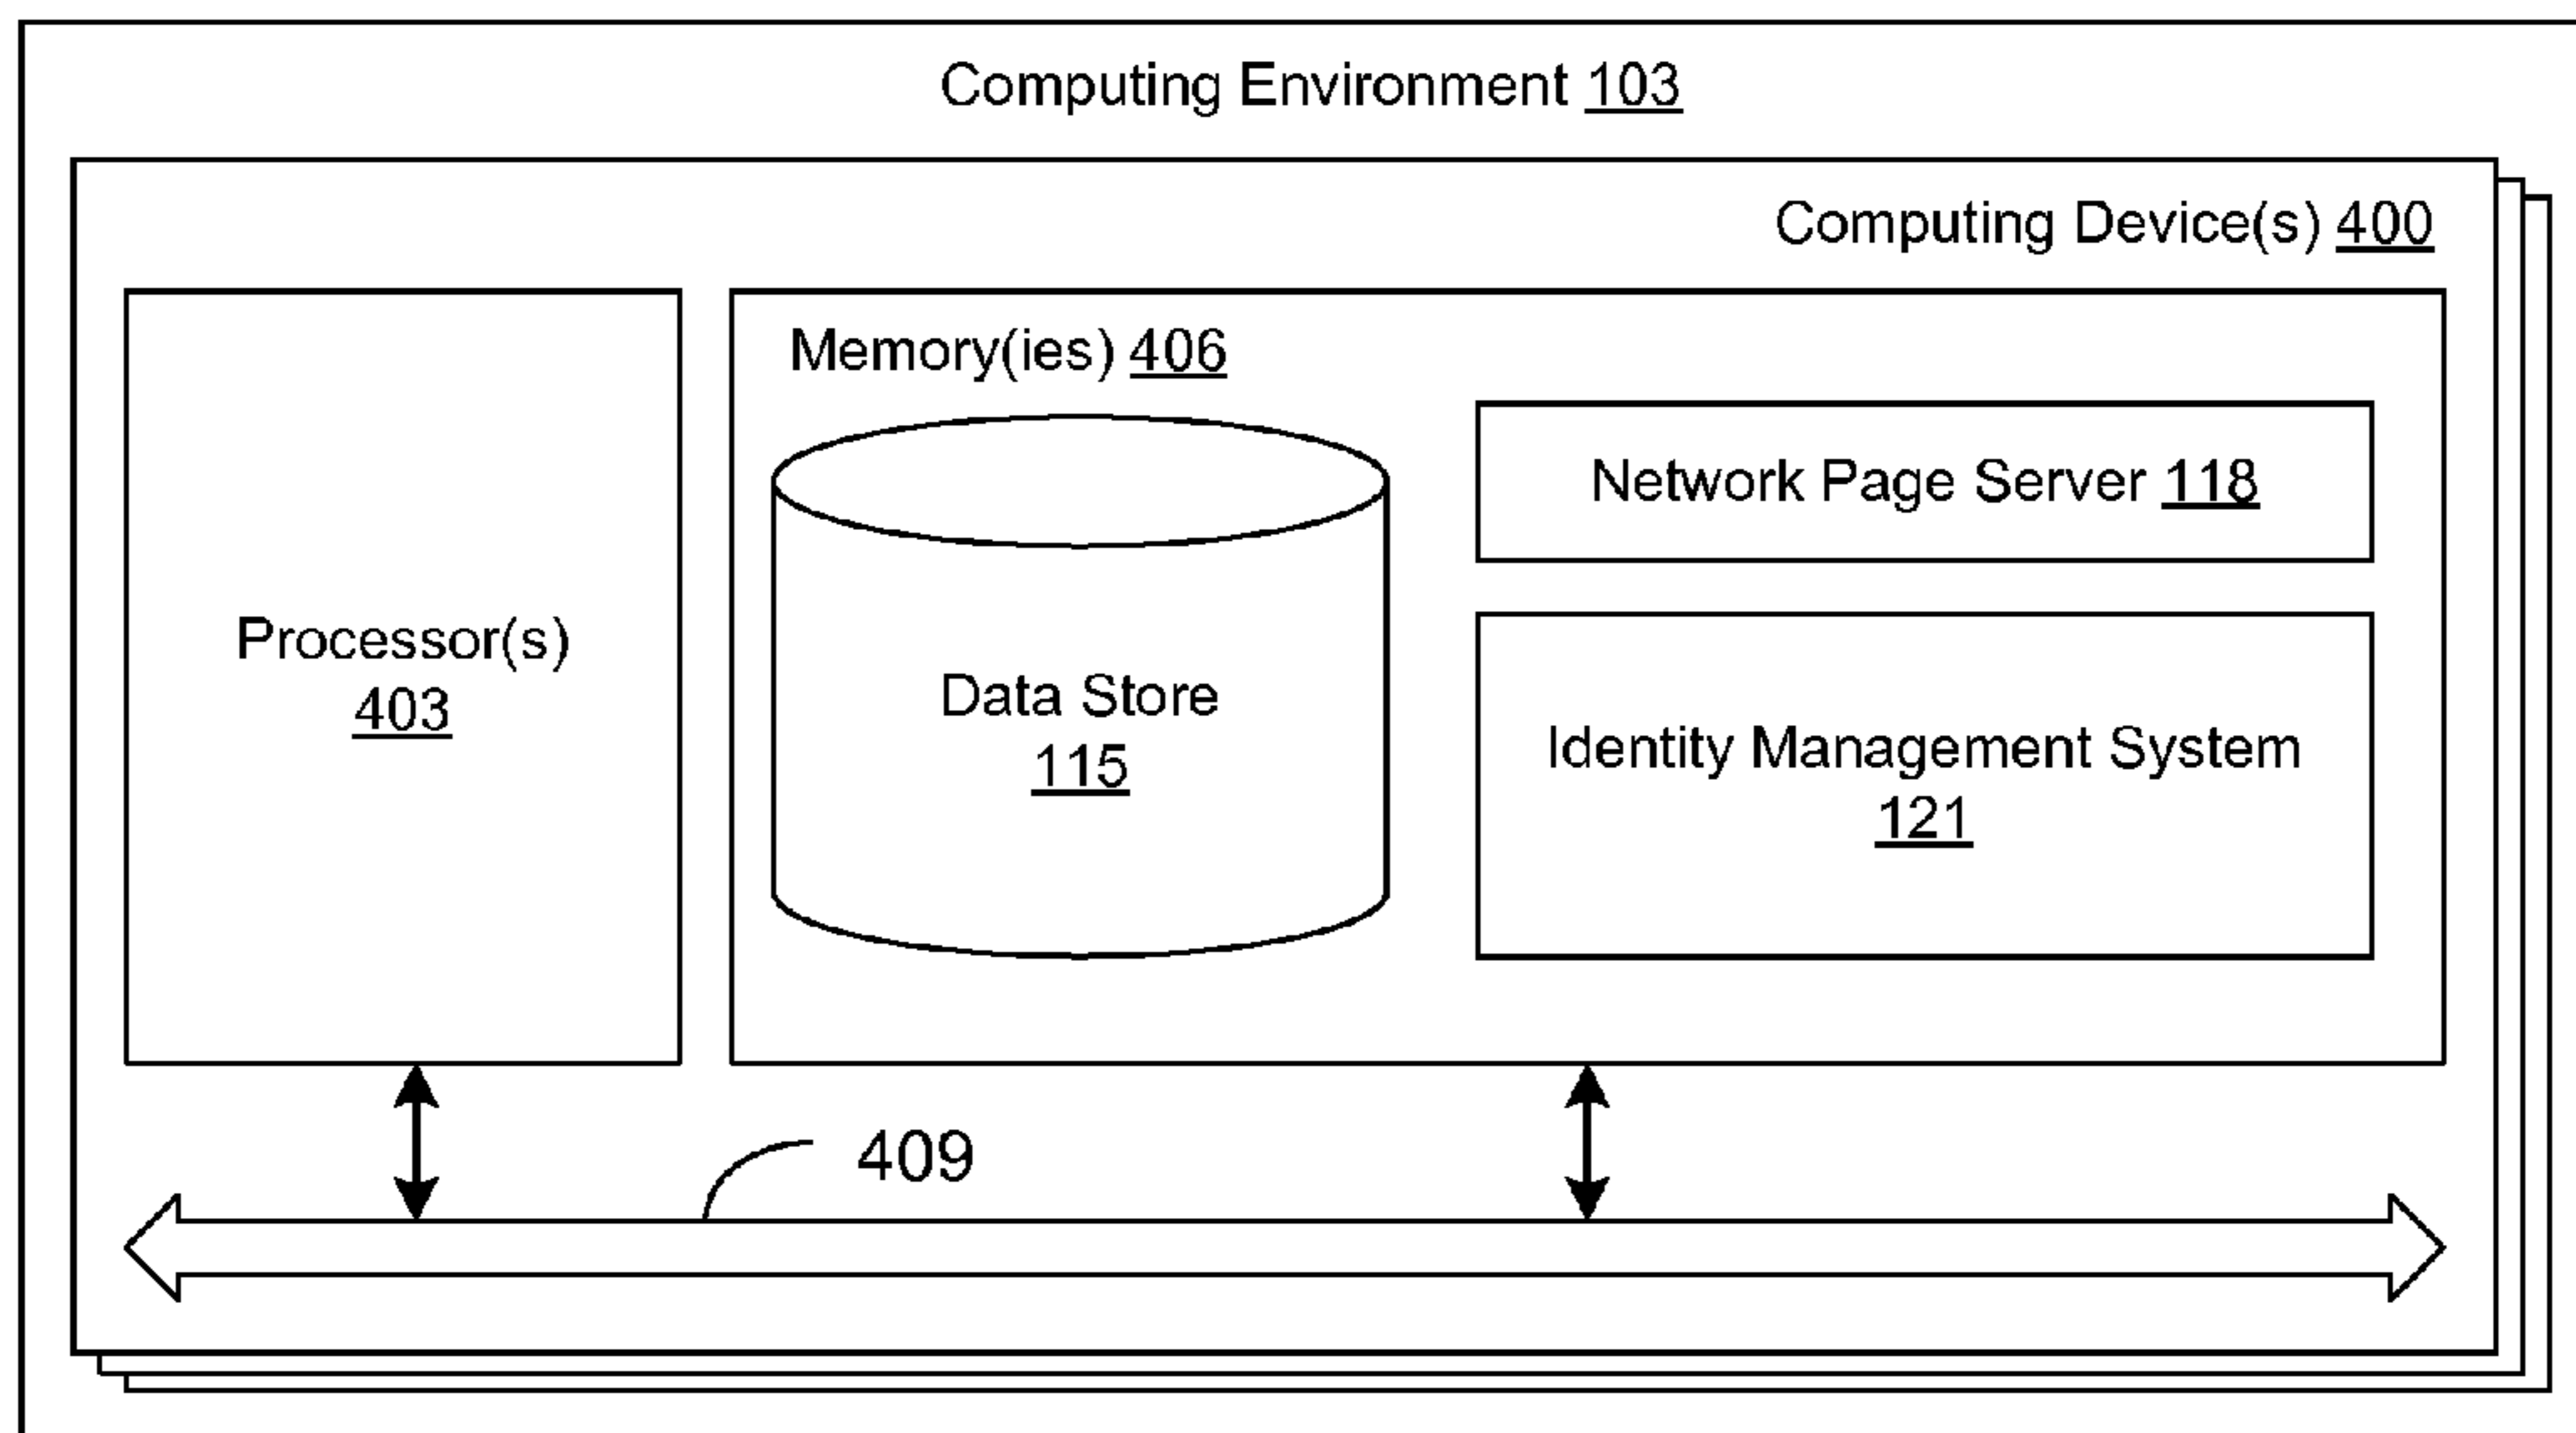 Computing Environment 103
Computing Device(s) 400
Memory(ies) 406
Network Page Server 118
Processor(s)
403
Data Store
115
Identity Management System
121
409